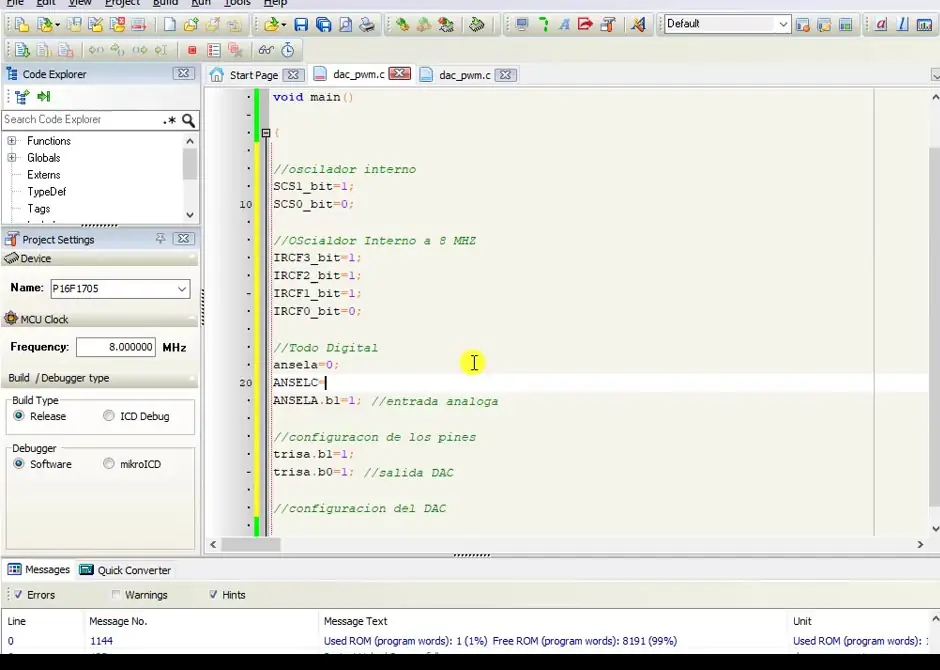 File Edit View Project Build Run Tools Help
Default
Code Explorer
Start Page
dac_pwm.c
dac_pwm.c
Search Code Explorer
Functions
Globals
Externs
TypeDef
Tags
Project Settings
Device
Name: P16F1705
MCU Clock
Frequency: 8.000000 MHz
Build / Debugger type
Build Type
Release
ICD Debug
Debugger
Software
mikroICD
void main()
{
//oscilador interno
SCS1_bit=1;
10 SCS0_bit=0;
//OScialdor Interno a 8 MHZ
IRCF3_bit=1;
IRCF2_bit=1;
IRCF1_bit=1;
IRCF0_bit=0;
//Todo Digital
ansela=0;
20 ANSELC=
ANSELA.b1=1; //entrada analoga
//configuracon de los pines
trisa.b1=1;
trisa.b0=1; //salida DAC
//configuracion del DAC
Messages
Quick Converter
Errors
Warnings
Hints
Line Message No. Message Text Unit
0 1144 Used ROM (program words): 1 (1%) Free ROM (program words): 8191 (99%) Used ROM (program words):